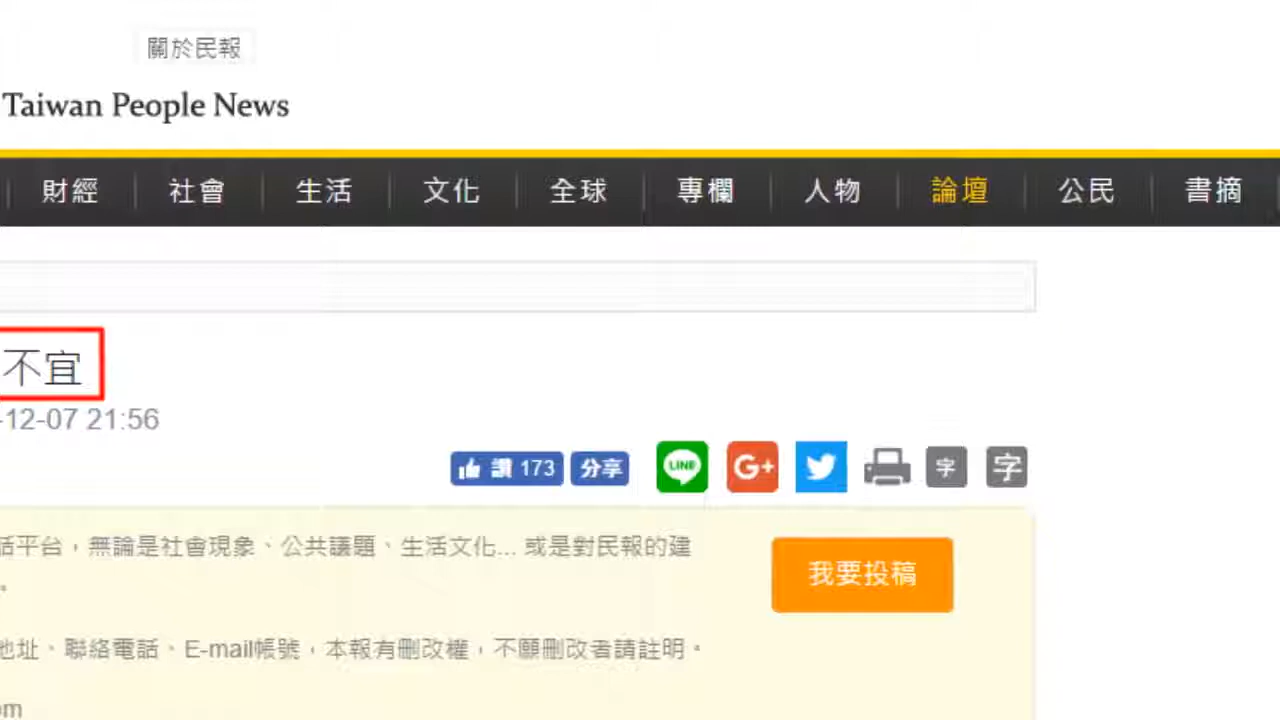 關於民報
Taiwan People News
財經 社會 生活 文化 全球 專欄 人物 論壇 公民 書摘
不宜
-12-07 21:56
讚 173 分享 LINE G+ 字 字
話平台，無論是社會現象、公共議題、生活文化... 或是對民報的建
我要投稿
。
地址、聯絡電話、E-mail帳號，本報有刪改權，不願刪改者請註明。
om